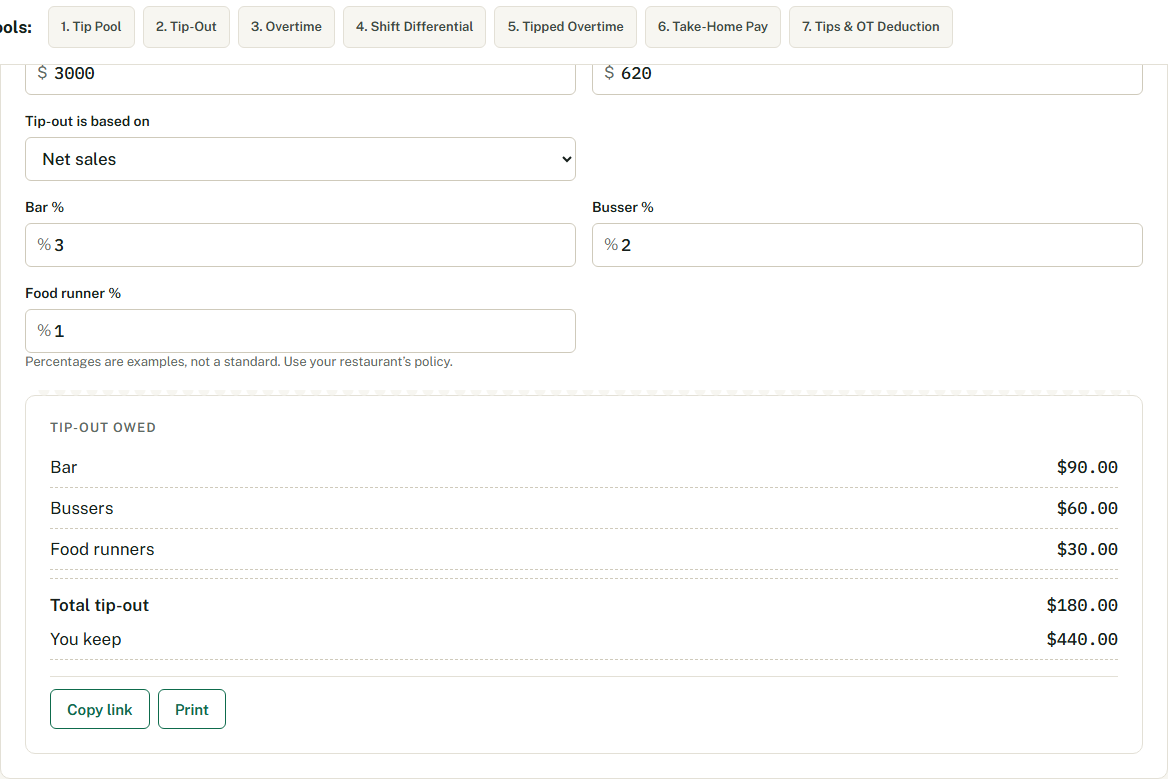 ools: 1. Tip Pool 2. Tip-Out 3. Overtime 4. Shift Differential 5. Tipped Overtime 6. Take-Home Pay 7. Tips & OT Deduction
$ 3000 $ 620
Tip-out is based on
Net sales
Bar % Busser %
% 3 % 2
Food runner %
% 1
Percentages are examples, not a standard. Use your restaurant's policy.
TIP-OUT OWED
Bar $90.00
Bussers $60.00
Food runners $30.00
Total tip-out $180.00
You keep $440.00
Copy link Print